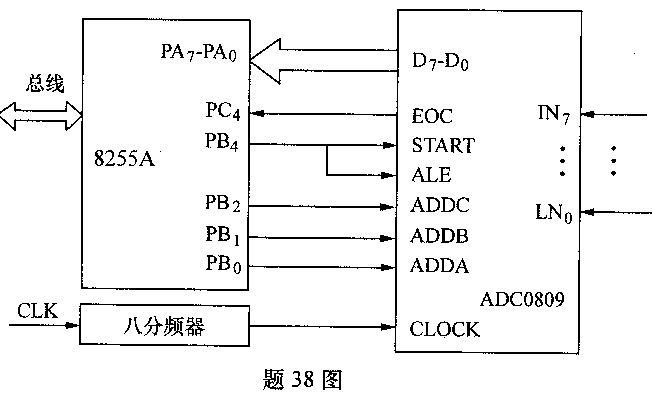 PA₇-PA₀
D₇-D₀
总线
PC₄
EOC
IN₇
PB₄
START
8255A
ALE
PB₂
ADDC
LN₀
PB₁
ADDB
PB₀
ADDA
ADC0809
CLK
八分频器
CLOCK
题 38 图